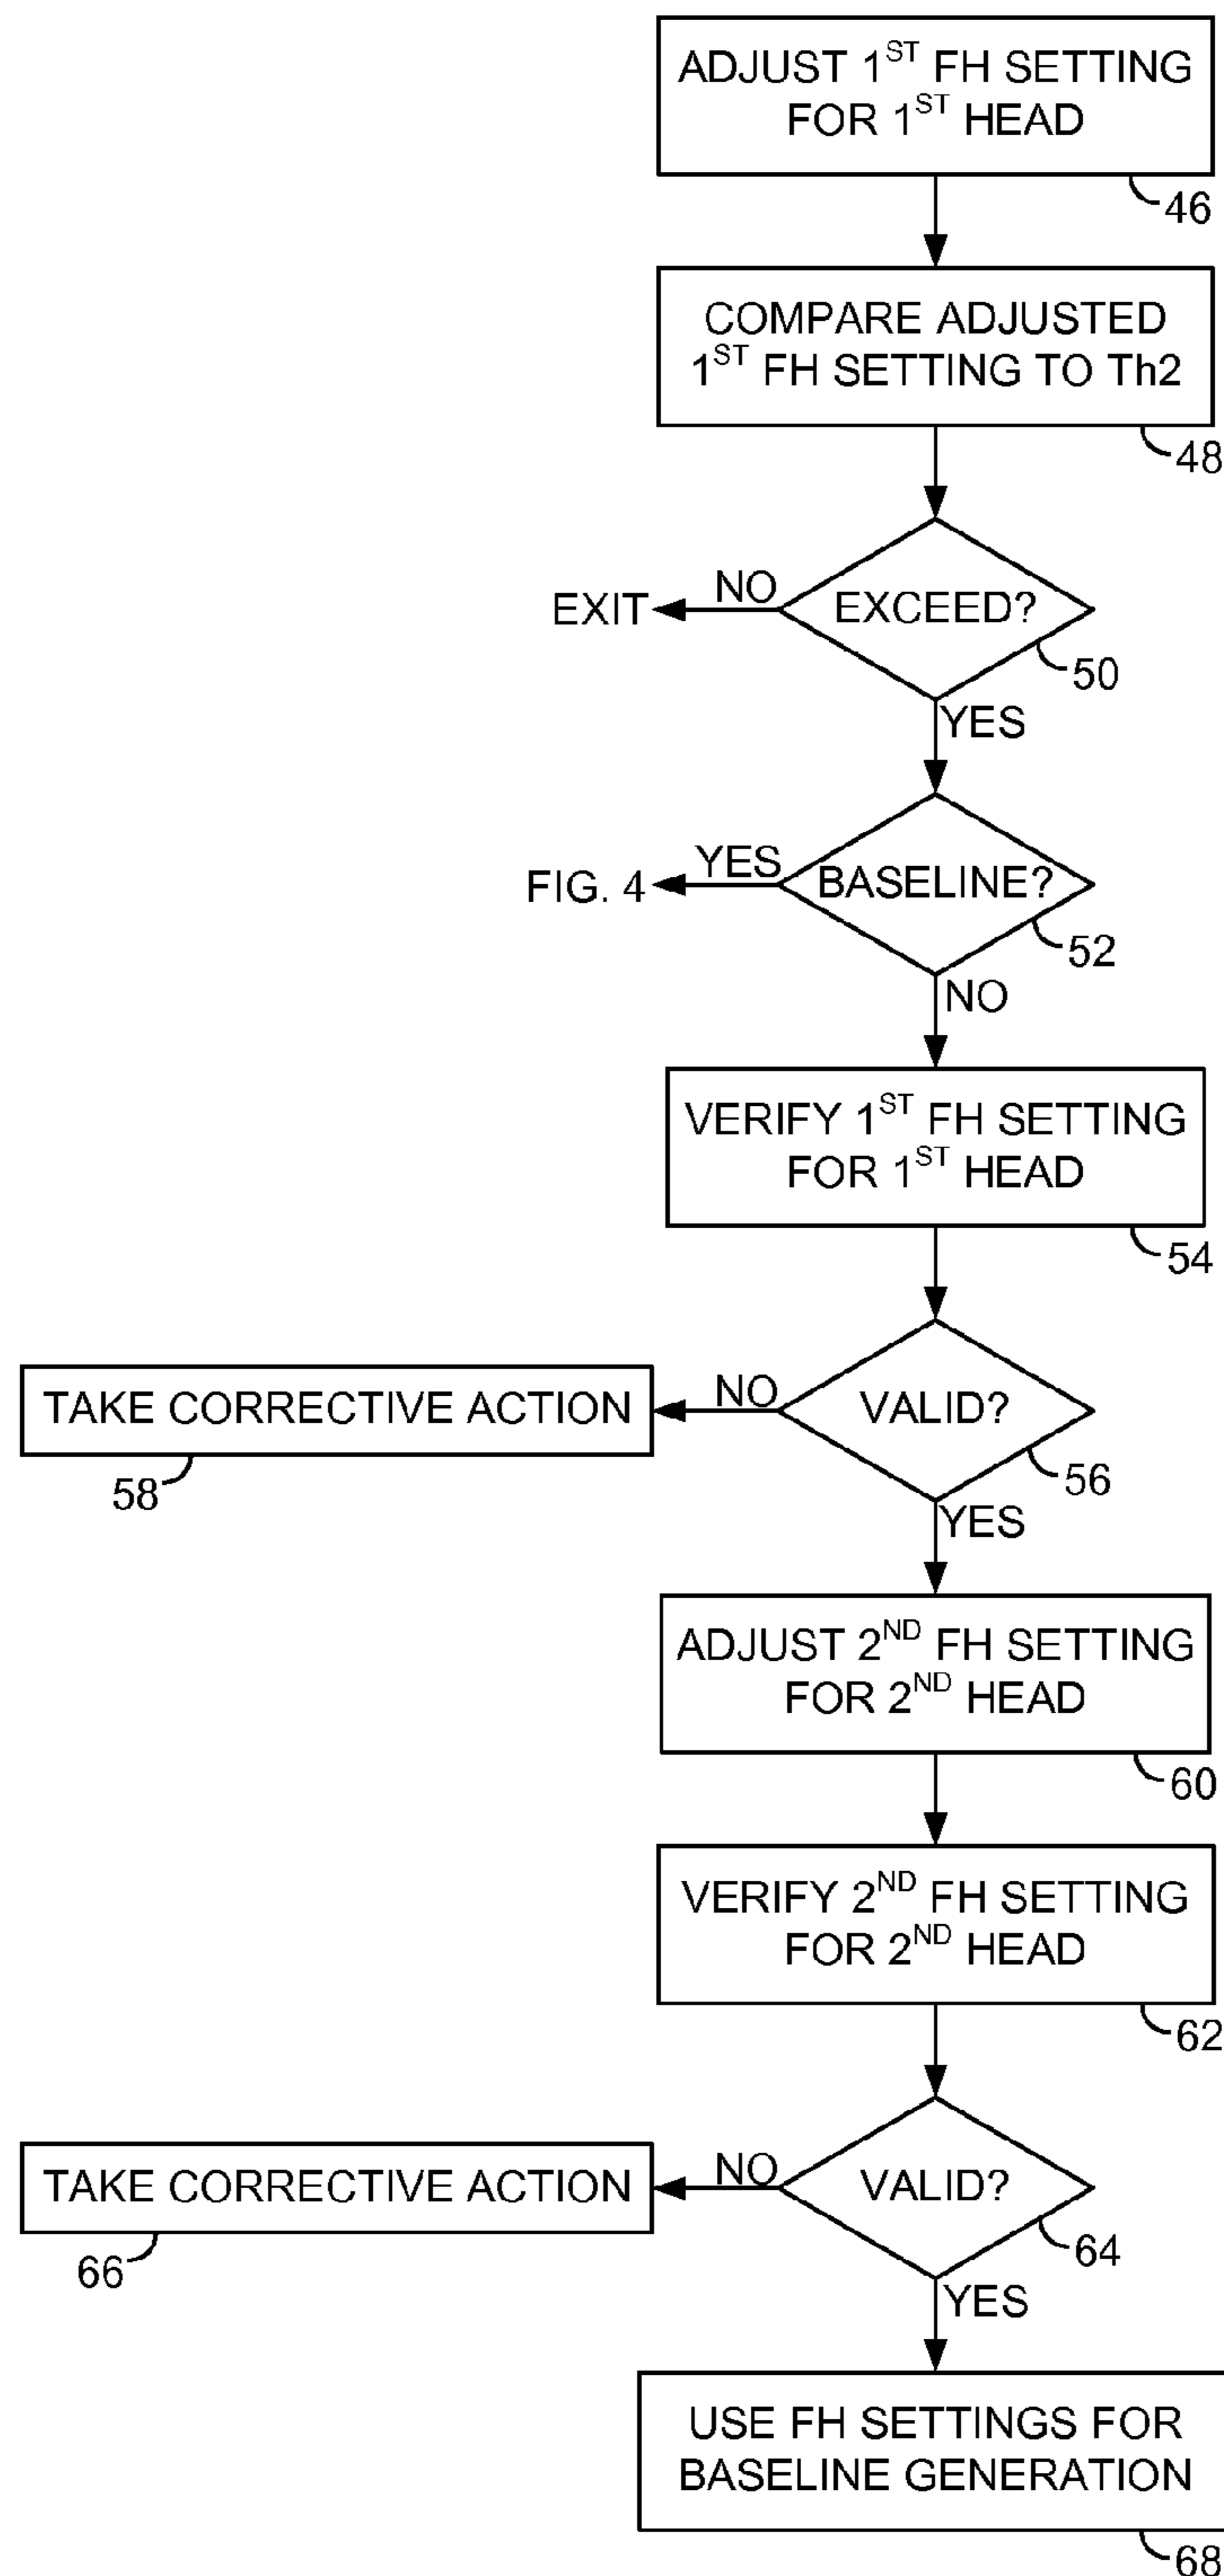 ADJUST 1ST FH SETTING
FOR 1ST HEAD
46
COMPARE ADJUSTED
1ST FH SETTING TO Th2
48
EXCEED?
NO
EXIT
50
YES
BASELINE?
YES
FIG. 4
52
NO
VERIFY 1ST FH SETTING
FOR 1ST HEAD
54
VALID?
NO
TAKE CORRECTIVE ACTION
58
56
YES
ADJUST 2ND FH SETTING
FOR 2ND HEAD
60
VERIFY 2ND FH SETTING
FOR 2ND HEAD
62
VALID?
NO
TAKE CORRECTIVE ACTION
66
64
YES
USE FH SETTINGS FOR
BASELINE GENERATION
68